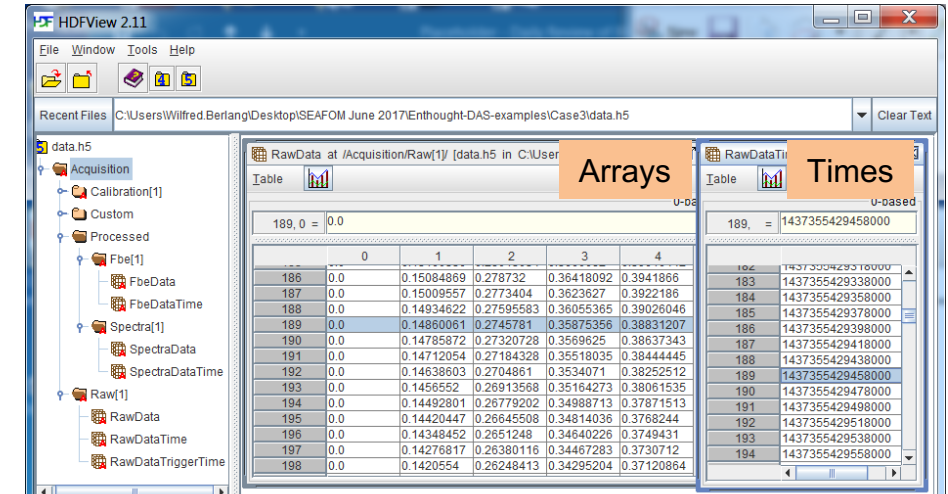 HDFView 2.11
File Window Tools Help
4 5
Recent Files C:\Users\Wilfred.Berlang\Desktop\SEAFOM June 2017\Enthought-DAS-examples\Case3\data.h5 Clear Text
5 data.h5
Acquisition
Calibration[1]
Custom
Processed
Fbe[1]
FbeData
FbeDataTime
Spectra[1]
SpectraData
SpectraDataTime
Raw[1]
RawData
RawDataTime
RawDataTriggerTime
RawData at /Acquisition/Raw[1]/ [data.h5 in C:\User
Arrays
Table
0-ba
189, 0 = 0.0
0 1 2 3 4
186 0.0 0.15084869 0.278732 0.36418092 0.3941866
187 0.0 0.15009557 0.2773404 0.3623627 0.3922186
188 0.0 0.14934622 0.27595583 0.36055365 0.39026046
189 0.0 0.14860061 0.2745781 0.35875356 0.38831207
190 0.0 0.14785872 0.27320728 0.3569625 0.38637343
191 0.0 0.14712054 0.27184328 0.35518035 0.38444445
192 0.0 0.14638603 0.2704861 0.3534071 0.38252512
193 0.0 0.1456552 0.26913568 0.35164273 0.38061535
194 0.0 0.14492801 0.26779202 0.34988713 0.37871513
195 0.0 0.14420447 0.26645508 0.34814036 0.3768244
196 0.0 0.14348452 0.2651248 0.34640226 0.3749431
197 0.0 0.14276817 0.26380116 0.34467283 0.3730712
198 0.0 0.1420554 0.26248413 0.34295204 0.37120864
RawDataTi
Times
Table
0-based
189, = 1437355429458000
182 1437355429318000
183 1437355429338000
184 1437355429358000
185 1437355429378000
186 1437355429398000
187 1437355429418000
188 1437355429438000
189 1437355429458000
190 1437355429478000
191 1437355429498000
192 1437355429518000
193 1437355429538000
194 1437355429558000